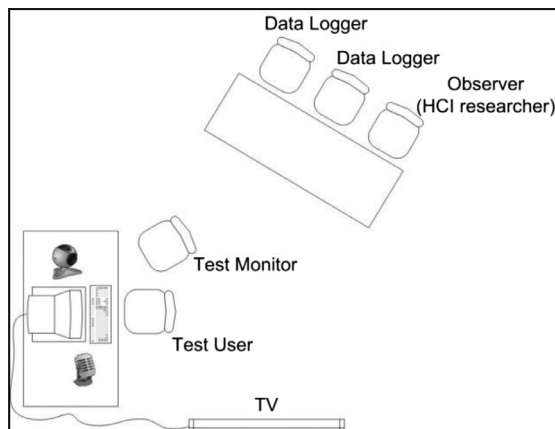 Data Logger
Data Logger
Observer
(HCI researcher)
Test Monitor
Test User
TV